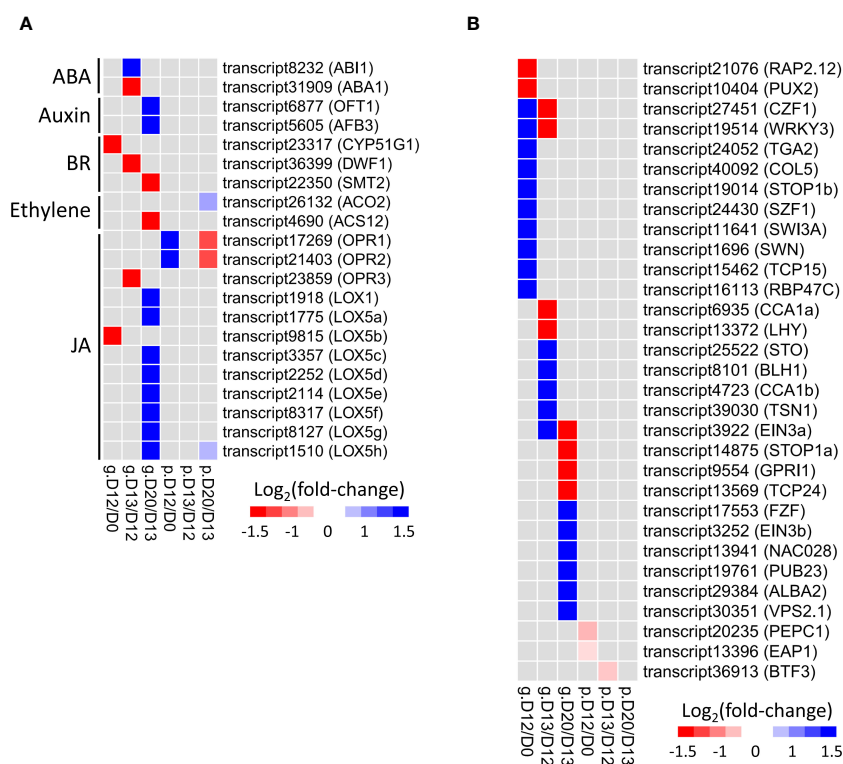 A
ABA
Auxin
BR
Ethylene
JA
transcript8232 (ABI1)
transcript31909 (ABA1)
transcript6877 (OFT1)
transcript5605 (AFB3)
transcript23317 (CYP51G1)
transcript36399 (DWF1)
transcript22350 (SMT2)
transcript26132 (ACO2)
transcript4690 (ACS12)
transcript17269 (OPR1)
transcript21403 (OPR2)
transcript23859 (OPR3)
transcript1918 (LOX1)
transcript1775 (LOX5a)
transcript9815 (LOX5b)
transcript3357 (LOX5c)
transcript2252 (LOX5d)
transcript2114 (LOX5e)
transcript8317 (LOX5f)
transcript8127 (LOX5g)
transcript1510 (LOX5h)
g.D12/D0
g.D13/D12
g.D20/D13
p.D12/D0
p.D13/D12
p.D20/D13
Log2(fold-change)
-1.5 -1 0 1 1.5
B
transcript21076 (RAP2.12)
transcript10404 (PUX2)
transcript27451 (CZF1)
transcript19514 (WRKY3)
transcript24052 (TGA2)
transcript40092 (COL5)
transcript19014 (STOP1b)
transcript24430 (SZF1)
transcript11641 (SWI3A)
transcript1696 (SWN)
transcript15462 (TCP15)
transcript16113 (RBP47C)
transcript6935 (CCA1a)
transcript13372 (LHY)
transcript25522 (STO)
transcript8101 (BLH1)
transcript4723 (CCA1b)
transcript39030 (TSN1)
transcript3922 (EIN3a)
transcript14875 (STOP1a)
transcript9554 (GPRI1)
transcript13569 (TCP24)
transcript17553 (FZF)
transcript3252 (EIN3b)
transcript13941 (NAC028)
transcript19761 (PUB23)
transcript29384 (ALBA2)
transcript30351 (VPS2.1)
transcript20235 (PEPC1)
transcript13396 (EAP1)
transcript36913 (BTF3)
g.D12/D0
g.D13/D12
g.D20/D13
p.D12/D0
p.D13/D12
p.D20/D13
Log2(fold-change)
-1.5 -1 0 1 1.5